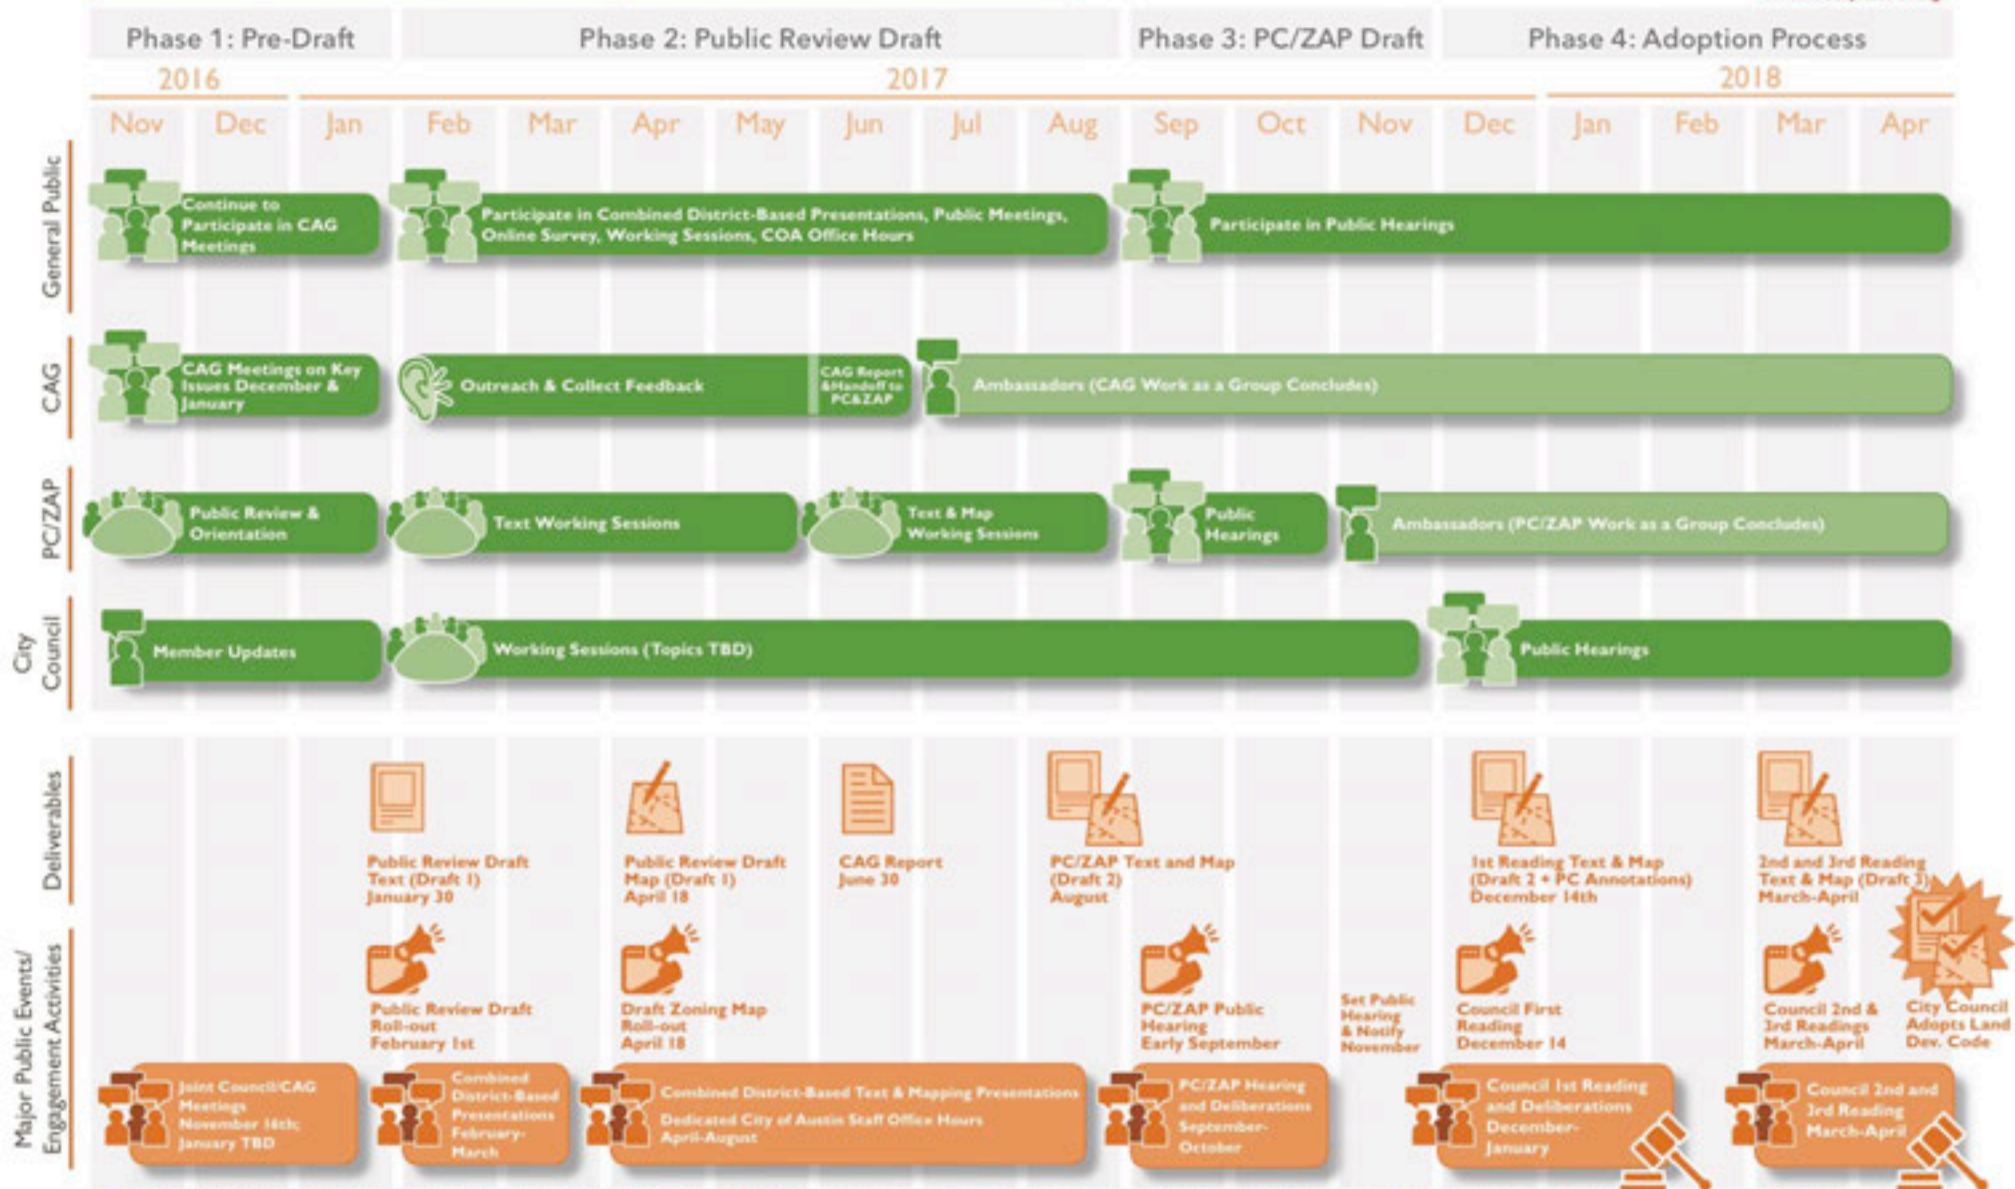 Phase 1: Pre-Draft
Phase 2: Public Review Draft
Phase 3: PC/ZAP Draft
Phase 4: Adoption Process
2016
2017
2018
Nov
Dec
Jan
Feb
Mar
Apr
May
Jun
Jul
Aug
Sep
Oct
Nov
Dec
Jan
Feb
Mar
Apr
General Public
Continue to
Participate in CAG
Meetings
Participate in Combined District-Based Presentations, Public Meetings,
Online Survey, Working Sessions, COA Office Hours
Participate in Public Hearings
CAG
CAG Meetings on Key
Issues December &
January
Outreach & Collect Feedback
CAG Report
&Handoff to
PC&ZAP
Ambassadors (CAG Work as a Group Concludes)
PC/ZAP
Public Review &
Orientation
Text Working Sessions
Text & Map
Working Sessions
Public
Hearings
Ambassadors (PC/ZAP Work as a Group Concludes)
City
Council
Member Updates
Working Sessions (Topics TBD)
Public Hearings
Deliverables
Public Review Draft
Text (Draft 1)
January 30
Public Review Draft
Map (Draft 1)
April 18
CAG Report
June 30
PC/ZAP Text and Map
(Draft 2)
August
1st Reading Text & Map
(Draft 2 + PC Annotations)
December 14th
2nd and 3rd Reading
Text & Map (Draft 3)
March-April
Major Public Events/
Engagement Activities
Public Review Draft
Roll-out
February 1st
Draft Zoning Map
Roll-out
April 18
PC/ZAP Public
Hearing
Early September
Set Public
Hearing
& Notify
November
Council First
Reading
December 14
Council 2nd &
3rd Readings
March-April
City Council
Adopts Land
Dev. Code
Joint Council/CAG
Meetings
November 16th;
January TBD
Combined
District-Based
Presentations
February-
March
Combined District-Based Text & Mapping Presentations
Dedicated City of Austin Staff Office Hours
April-August
PC/ZAP Hearing
and Deliberations
September-
October
Council 1st Reading
and Deliberations
December-
January
Council 2nd and
3rd Reading
March-April